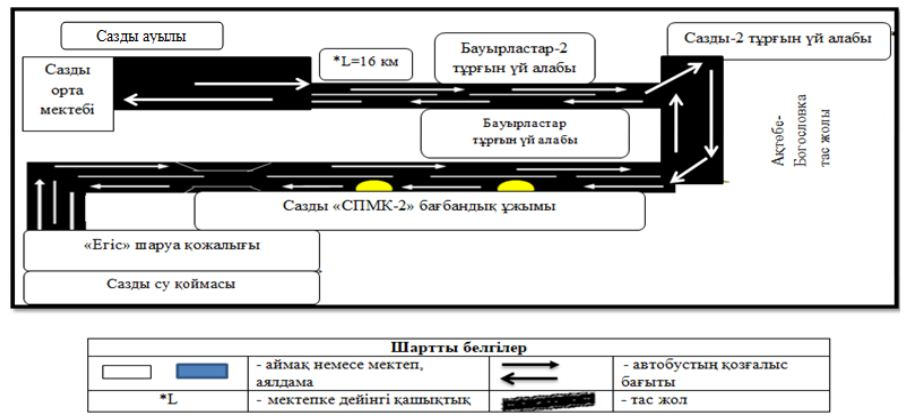 Сазды ауылы
Сазды
орта
мектебі
*L=16 км
Бауырластар-2
тұрғын үй алабы
Сазды-2 тұрғын үй алабы
Бауырластар
тұрғын үй алабы
Ақтөбе-
Богословка
тас жолы
Сазды «СПМК-2» бағбандық ұжымы
«Егіс» шаруа қожалығы
Сазды су қоймасы
Шартты белгілер
- аймақ немесе мектеп,
аялдама
- автобустың қозғалыс
бағыты
*L
- мектепке дейінгі қашықтық
- тас жол